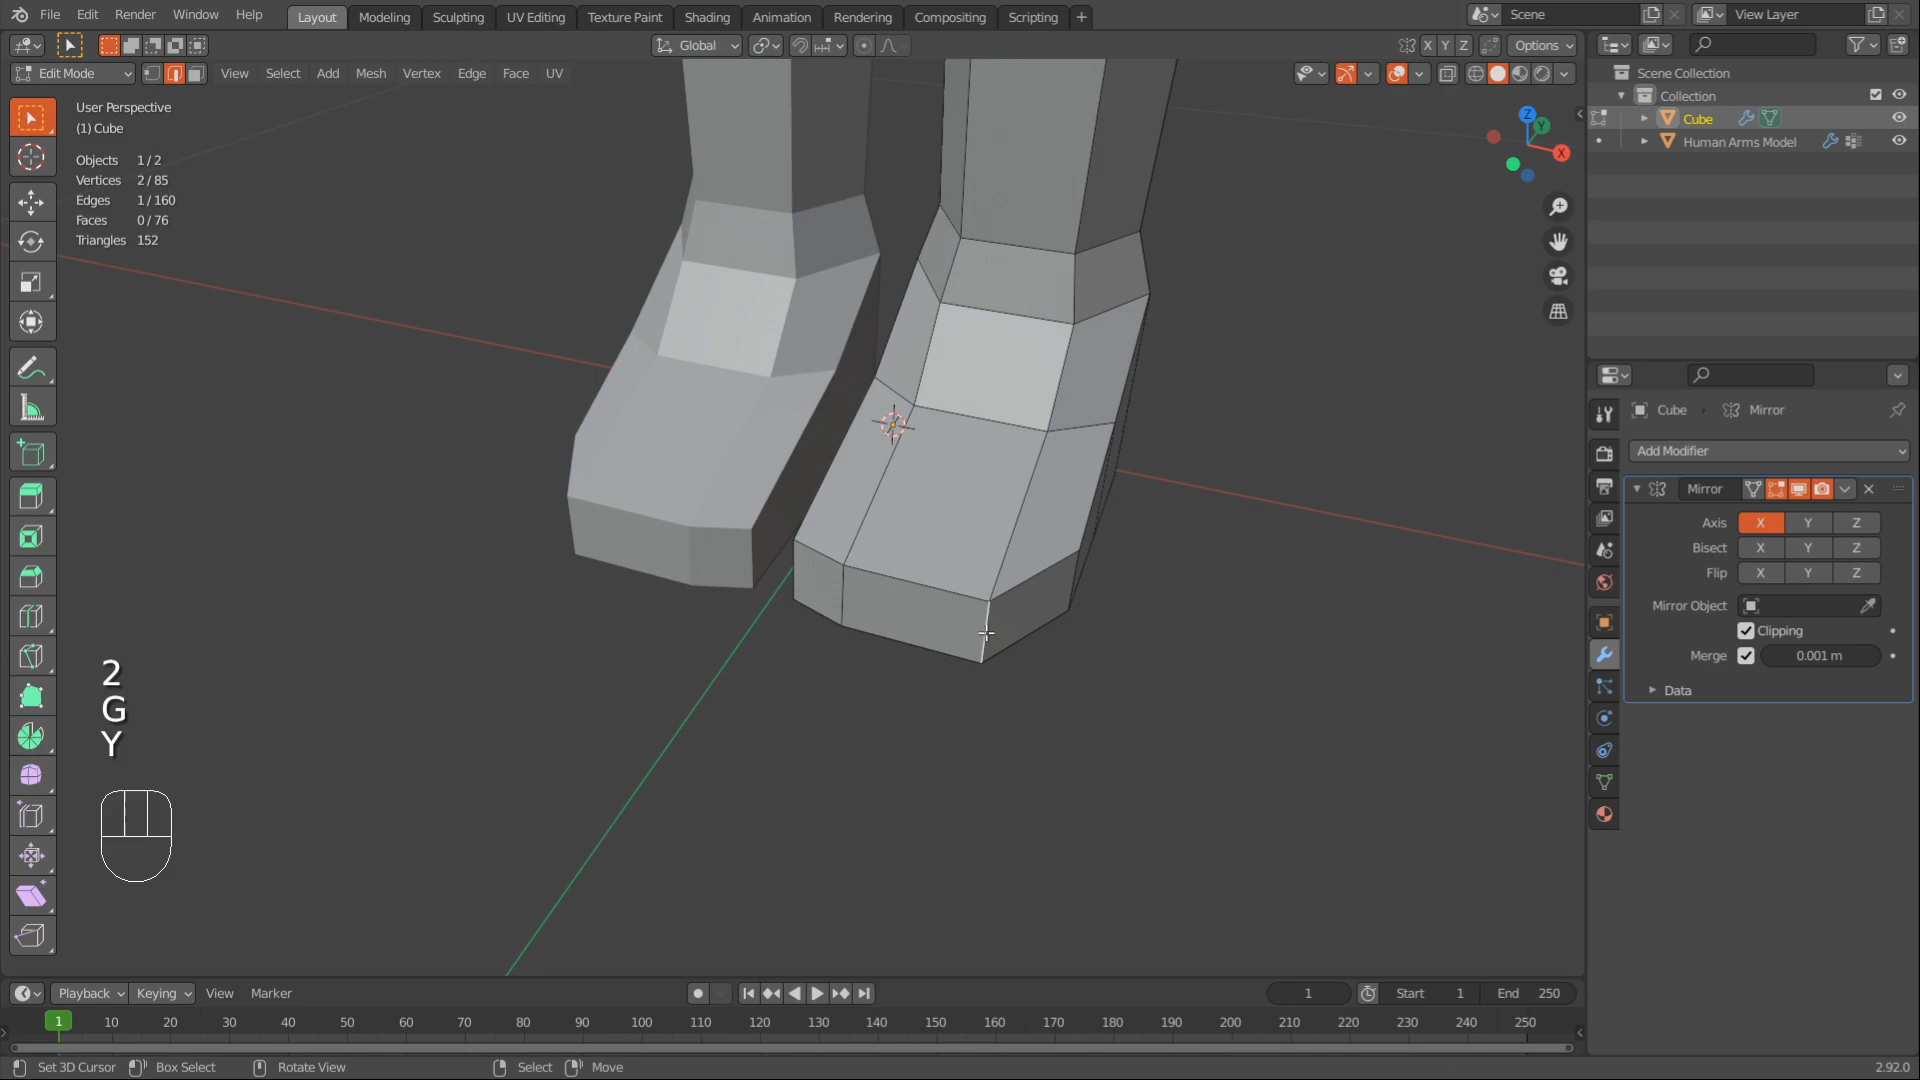 File Edit Render Window Help Layout Modeling Sculpting UV Editing Texture Paint Shading Animation Rendering Compositing Scripting + Scene View Layer
Global X Y Z Options
Edit Mode View Select Add Mesh Vertex Edge Face UV
User Perspective
(1) Cube
Objects 1/2
Vertices 2/85
Edges 1/160
Faces 0/76
Triangles 152
Z
Y
X
2
G
Y
Scene Collection
Collection
Cube
Human Arms Model
Cube Mirror
Add Modifier
Mirror
Axis X Y Z
Bisect X Y Z
Flip X Y Z
Mirror Object
Clipping
Merge 0.001 m
Data
Playback Keying View Marker 1 Start 1 End 250
1 10 20 30 40 50 60 70 80 90 100 110 120 130 140 150 160 170 180 190 200 210 220 230 240 250
Set 3D Cursor Box Select Rotate View Select Move 2.92.0